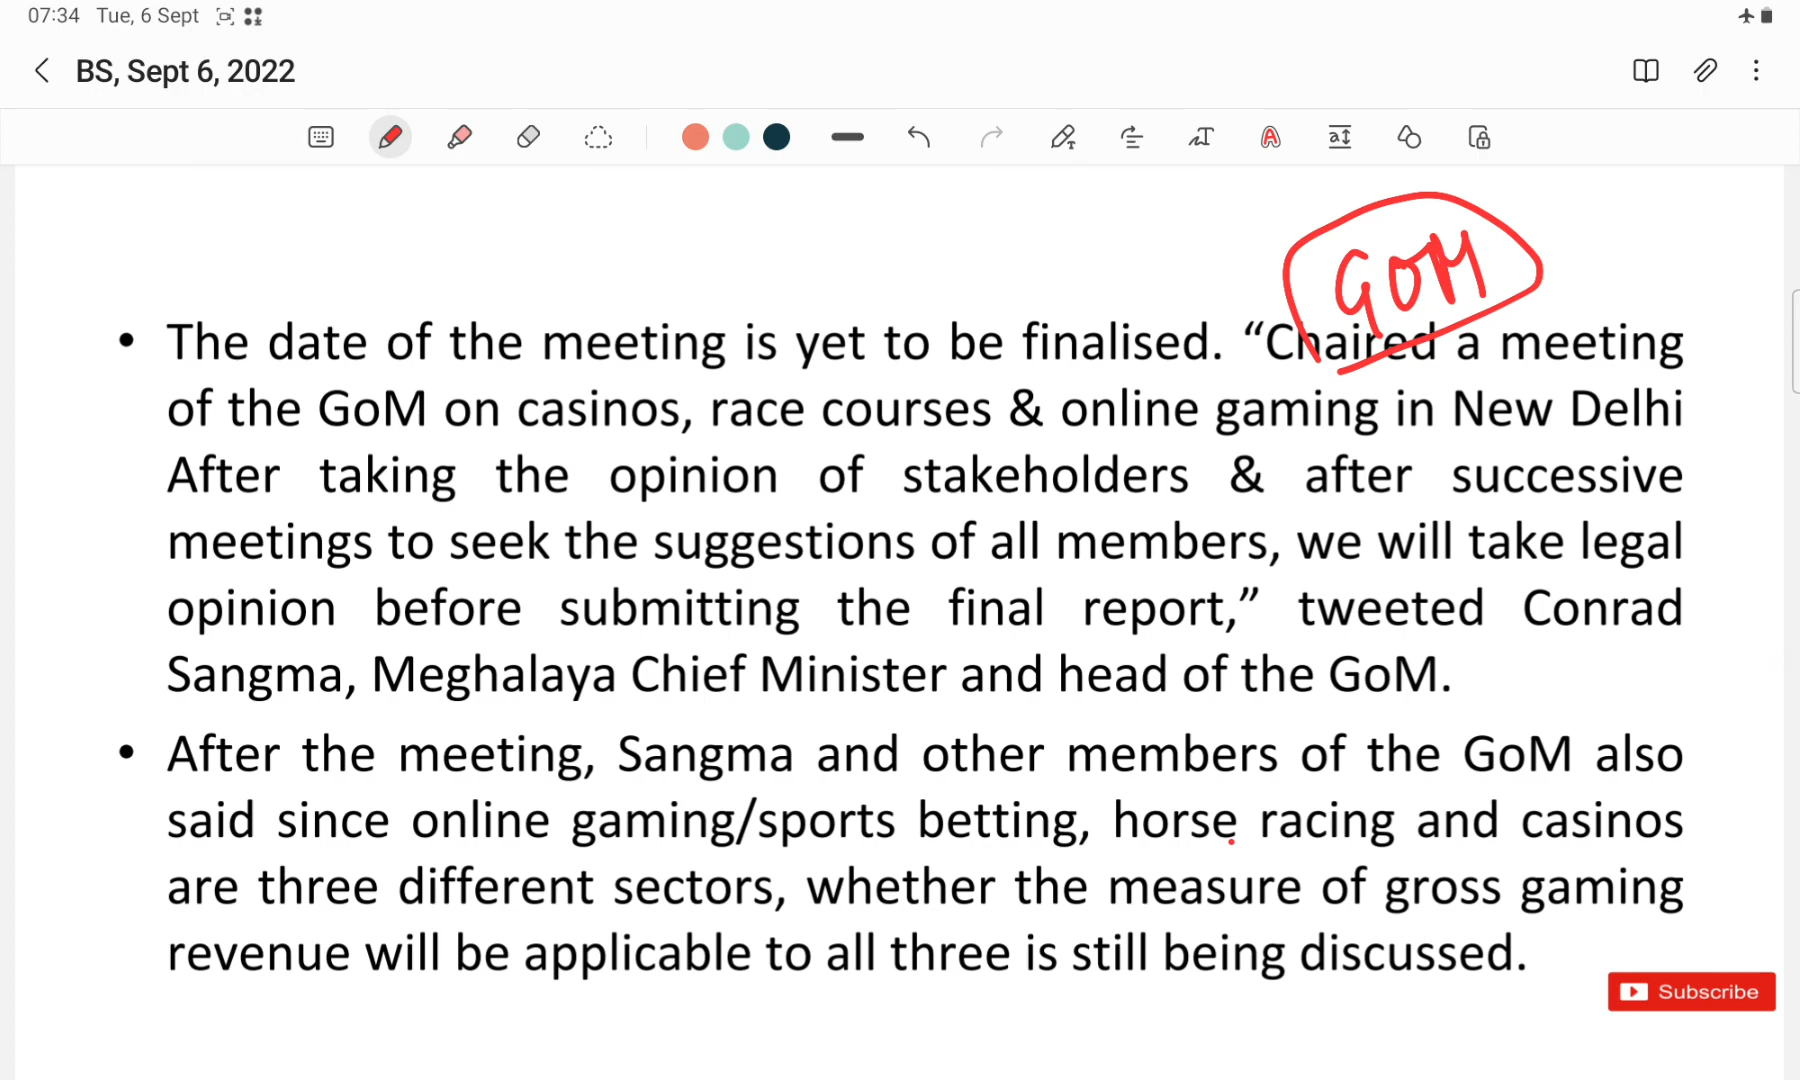 07:34 Tue, 6 Sept
BS, Sept 6, 2022
GOM
• The date of the meeting is yet to be finalised. “Chaired a meeting
of the GoM on casinos, race courses & online gaming in New Delhi
After taking the opinion of stakeholders & after successive
meetings to seek the suggestions of all members, we will take legal
opinion before submitting the final report,” tweeted Conrad
Sangma, Meghalaya Chief Minister and head of the GoM.
• After the meeting, Sangma and other members of the GoM also
said since online gaming/sports betting, horse racing and casinos
are three different sectors, whether the measure of gross gaming
revenue will be applicable to all three is still being discussed.
Subscribe